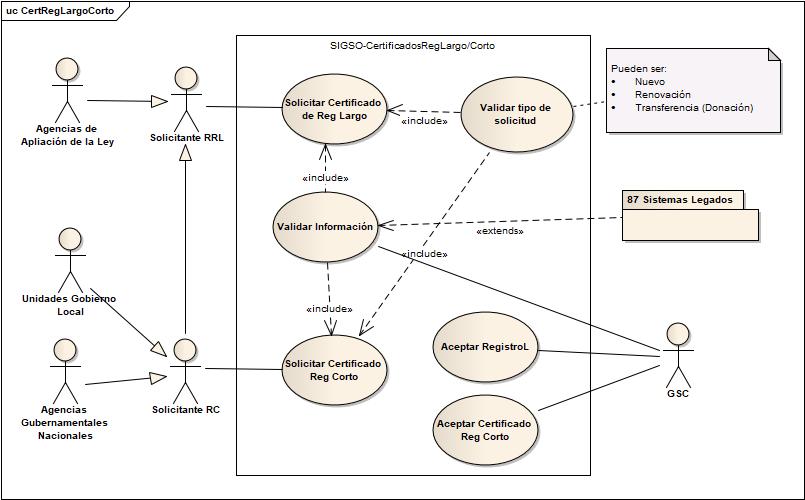 uc CertRegLargoCorto
SIGSO-CertificadosRegLargo/Corto
Pueden ser:
• Nuevo
• Renovación
• Transferencia (Donación)
Agencias de
Apliación de la Ley
Solicitante RRL
Solicitar Certificado
de Reg Largo
«include»
Validar tipo de
solicitud
«include»
87 Sistemas Legados
Validar Información
«extends»
«include»
Unidades Gobierno
Local
«include»
Solicitar Certificado
Reg Corto
Aceptar RegistroL
GSC
Agencias
Gubernamentales
Nacionales
Solicitante RC
Aceptar Certificado
Reg Corto